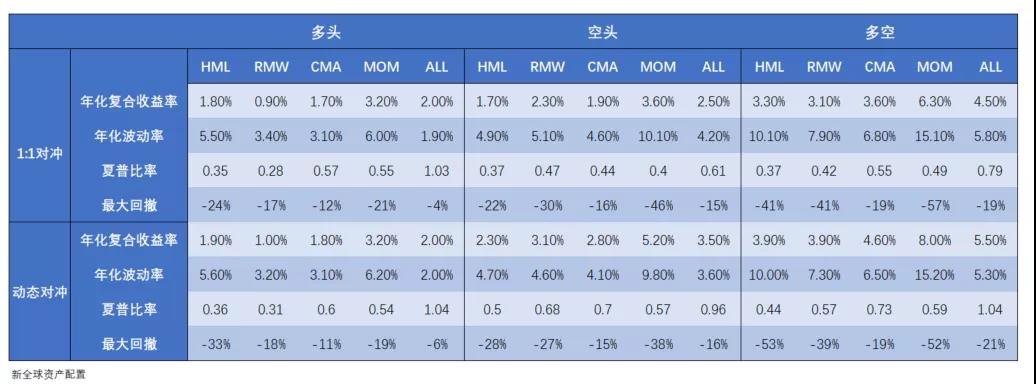 多头 空头 多空
HML RMW CMA MOM ALL HML RMW CMA MOM ALL HML RMW CMA MOM ALL
1:1对冲
年化复合收益率 1.80% 0.90% 1.70% 3.20% 2.00% 1.70% 2.30% 1.90% 3.60% 2.50% 3.30% 3.10% 3.60% 6.30% 4.50%
年化波动率 5.50% 3.40% 3.10% 6.00% 1.90% 4.90% 5.10% 4.60% 10.10% 4.20% 10.10% 7.90% 6.80% 15.10% 5.80%
夏普比率 0.35 0.28 0.57 0.55 1.03 0.37 0.47 0.44 0.4 0.61 0.37 0.42 0.55 0.49 0.79
最大回撤 -24% -17% -12% -21% -4% -22% -30% -16% -46% -15% -41% -41% -19% -57% -19%
动态对冲
年化复合收益率 1.90% 1.00% 1.80% 3.20% 2.00% 2.30% 3.10% 2.80% 5.20% 3.50% 3.90% 3.90% 4.60% 8.00% 5.50%
年化波动率 5.60% 3.20% 3.10% 6.20% 2.00% 4.70% 4.60% 4.10% 9.80% 3.60% 10.00% 7.30% 6.50% 15.20% 5.30%
夏普比率 0.36 0.31 0.6 0.54 1.04 0.5 0.68 0.7 0.57 0.96 0.44 0.57 0.73 0.59 1.04
最大回撤 -33% -18% -11% -19% -6% -28% -27% -15% -38% -16% -53% -39% -19% -52% -21%
新全球资产配置